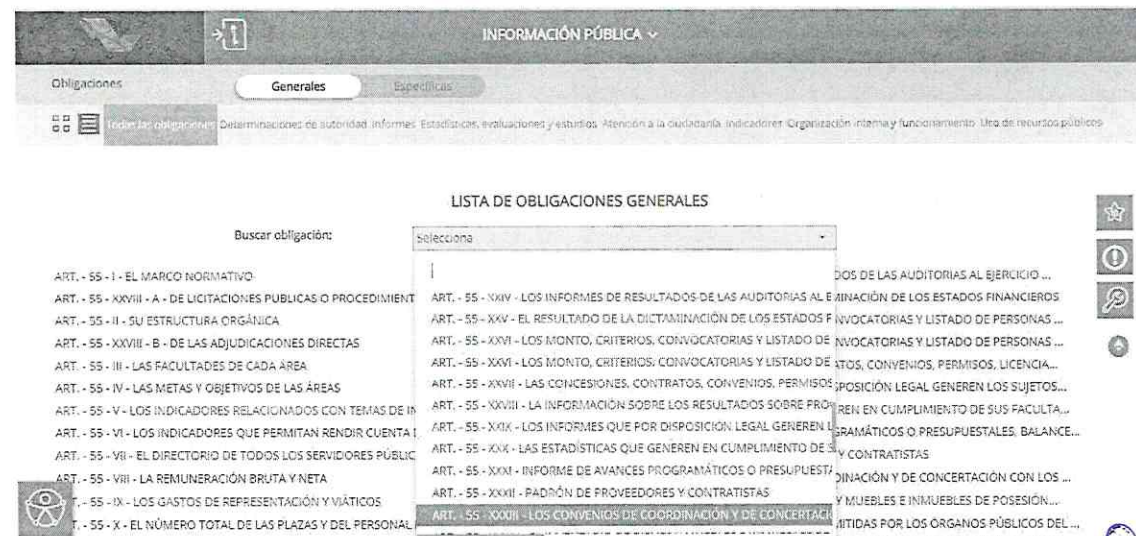 INFORMACIÓN PÚBLICA
Obligaciones
Generales
Específicas
Todas las obligaciones Determinaciones de autoridad Informes Estadísticas, evaluaciones y estudios Atención a la ciudadanía Indicadores Organización interna y funcionamiento Uso de recursos públicos
LISTA DE OBLIGACIONES GENERALES
Buscar obligación:
Selecciona
ART. - 55 - I - EL MARCO NORMATIVO
ART. - 55 - XXVIII - A - DE LICITACIONES PUBLICAS O PROCEDIMIENT
ART. - 55 - II - SU ESTRUCTURA ORGÁNICA
ART. - 55 - XXVIII - B - DE LAS ADJUDICACIONES DIRECTAS
ART. - 55 - III - LAS FACULTADES DE CADA ÁREA
ART. - 55 - IV - LAS METAS Y OBJETIVOS DE LAS ÁREAS
ART. - 55 - V - LOS INDICADORES RELACIONADOS CON TEMAS DE IN
ART. - 55 - VI - LOS INDICADORES QUE PERMITAN RENDIR CUENTA
ART. - 55 - VII - EL DIRECTORIO DE TODOS LOS SERVIDORES PÚBLIC
ART. - 55 - VIII - LA REMUNERACIÓN BRUTA Y NETA
T. - 55 - IX - LOS GASTOS DE REPRESENTACIÓN Y VIÁTICOS
T. - 55 - X - EL NÚMERO TOTAL DE LAS PLAZAS Y DEL PERSONAL
ART. - 55 - XXIV - LOS INFORMES DE RESULTADOS DE LAS AUDITORIAS AL E
ART. - 55 - XXV - EL RESULTADO DE LA DICTAMINACIÓN DE LOS ESTADOS F
ART. - 55 - XXVI - LOS MONTO, CRITERIOS, CONVOCATORIAS Y LISTADO DE
ART. - 55 - XXVI - LOS MONTO, CRITERIOS, CONVOCATORIAS Y LISTADO DE
ART. - 55 - XXVII - LAS CONCESIONES, CONTRATOS, CONVENIOS, PERMISOS
ART. - 55 - XXVIII - LA INFORMACIÓN SOBRE LOS RESULTADOS SOBRE PRO
ART. - 55 - XXIX - LOS INFORMES QUE POR DISPOSICIÓN LEGAL GENEREN L
ART. - 55 - XXX - LAS ESTADÍSTICAS QUE GENEREN EN CUMPLIMIENTO DE S
ART. - 55 - XXXI - INFORME DE AVANCES PROGRAMÁTICOS O PRESUPUESTA
ART. - 55 - XXXII - PADRÓN DE PROVEEDORES Y CONTRATISTAS
ART. - 55 - XXXIII - LOS CONVENIOS DE COORDINACIÓN Y DE CONCERTACI
DOS DE LAS AUDITORIAS AL EJERCICIO ...
MINACIÓN DE LOS ESTADOS FINANCIEROS
NVOCATORIAS Y LISTADO DE PERSONAS ...
NVOCATORIAS Y LISTADO DE PERSONAS ...
ATOS, CONVENIOS, PERMISOS, LICENCIA...
SPOSICIÓN LEGAL GENEREN LOS SUJETOS...
REN EN CUMPLIMIENTO DE SUS FACULTA...
GRAMÁTICOS O PRESUPUESTALES, BALANCE...
Y CONTRATISTAS
DINACIÓN Y DE CONCERTACIÓN CON LOS ...
Y MUEBLES E INMUEBLES DE POSESIÓN...
MITIDAS POR LOS ÓRGANOS PÚBLICOS DEL ...